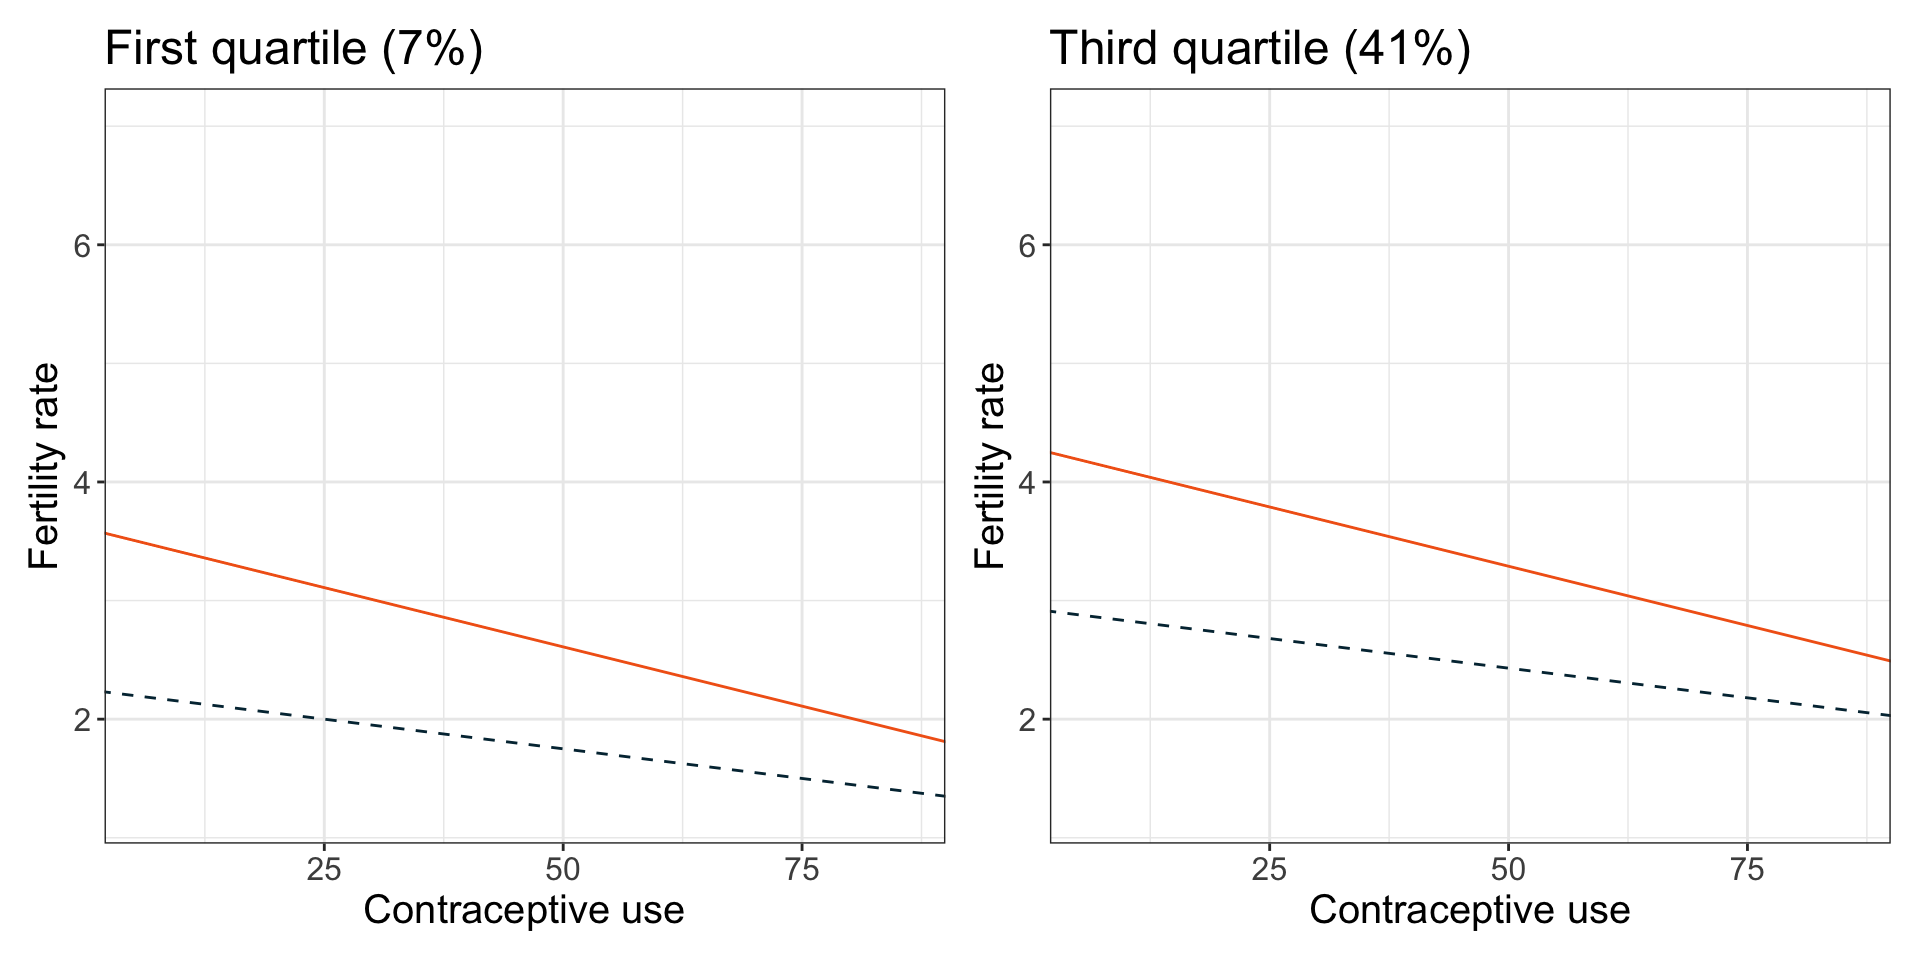 First quartile (7%)
Fertility rate
6
4
2
25 50 75
Contraceptive use
Third quartile (41%)
Fertility rate
6
4
2
25 50 75
Contraceptive use